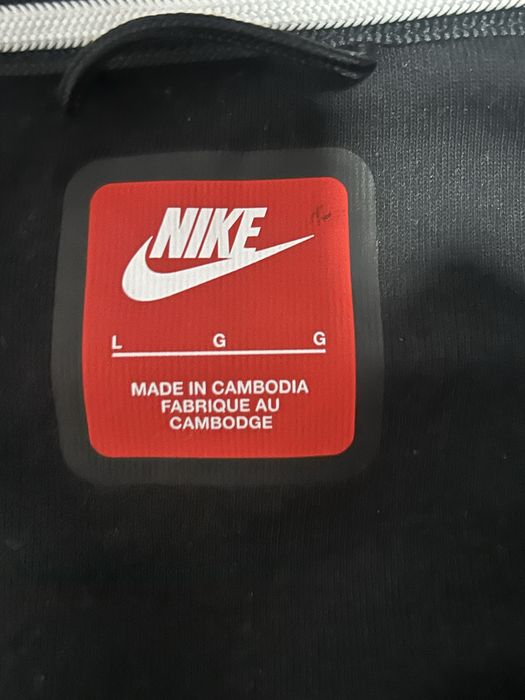 NIKE
L G G
MADE IN CAMBODIA
FABRIQUE AU
CAMBODGE